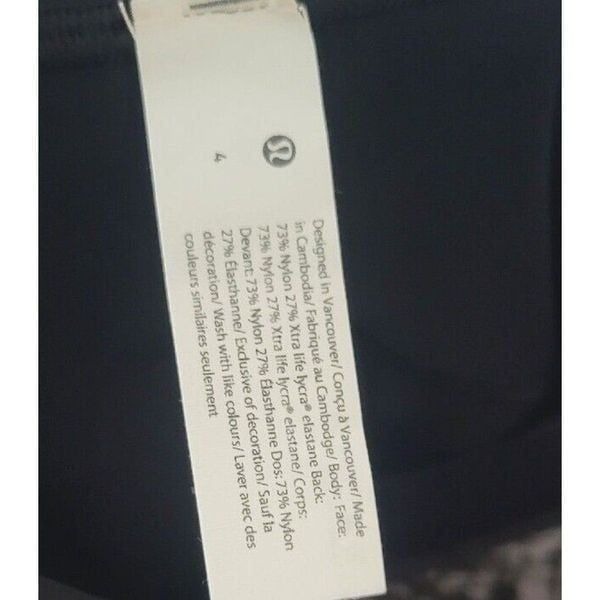 4
Designed in Vancouver/ Conçu à Vancouver/ Made
in Cambodia/ Fabriqué au Cambodge/ Body: Face:
73% Nylon 27% Xtra life lycra® elastane Back:
73% Nylon 27% Xtra life lycra® elastane/ Corps:
Devant: 73% Nylon 27% Élasthanne Dos: 73% Nylon
27% Élasthanne/ Exclusive of decoration/ Sauf la
décoration/ Wash with like colours/ Laver avec des
couleurs similaires seulement